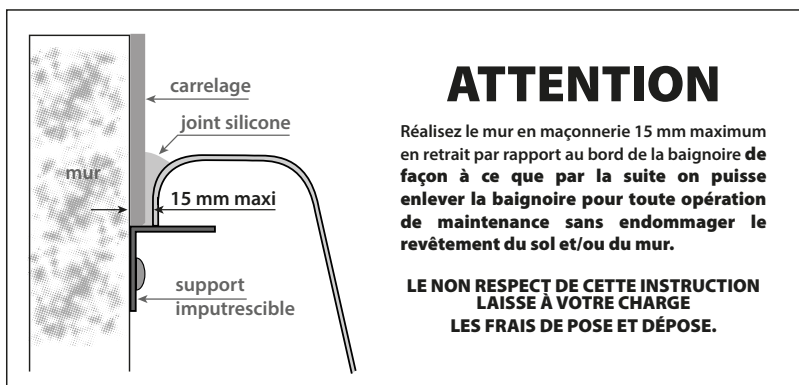 carrelage
joint silicone
mur
15 mm maxi
support
imputrescible
ATTENTION
Réalisez le mur en maçonnerie 15 mm maximum
en retrait par rapport au bord de la baignoire de
façon à ce que par la suite on puisse
enlever la baignoire pour toute opération
de maintenance sans endommager le
revêtement du sol et/ou du mur.
LE NON RESPECT DE CETTE INSTRUCTION
LAISSE À VOTRE CHARGE
LES FRAIS DE POSE ET DÉPOSE.